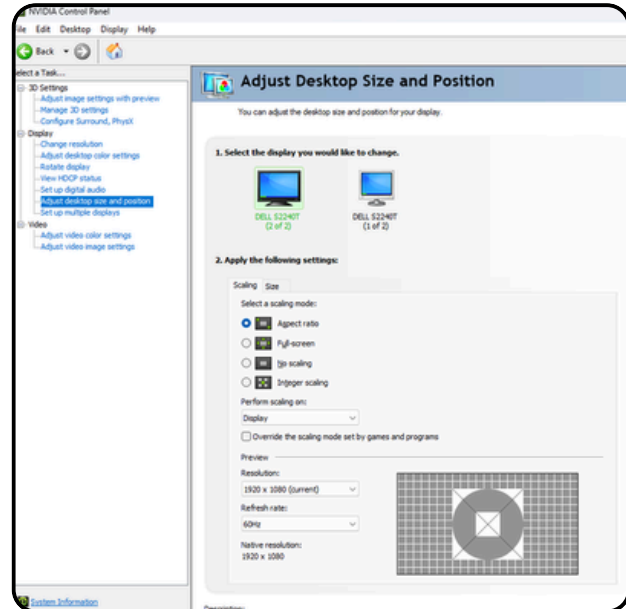 NVIDIA Control Panel
ile Edit Desktop Display Help
Back
elect a Task...
3D Settings
Adjust image settings with preview
Manage 3D settings
Configure Surround, PhysX
Display
Change resolution
Adjust desktop color settings
Rotate display
View HDCP status
Set up digital audio
Adjust desktop size and position
Set up multiple displays
Video
Adjust video color settings
Adjust video image settings
System Information
Adjust Desktop Size and Position
You can adjust the desktop size and position for your display.
1. Select the display you would like to change.
DELL S2240T
(2 of 2)
DELL S2240T
(1 of 2)
2. Apply the following settings:
Scaling Size
Select a scaling mode:
Aspect ratio
Full-screen
No scaling
Integer scaling
Perform scaling on:
Display
Override the scaling mode set by games and programs
Preview
Resolution:
1920 x 1080 (current)
Refresh rate:
60Hz
Native resolution:
1920 x 1080
Description: